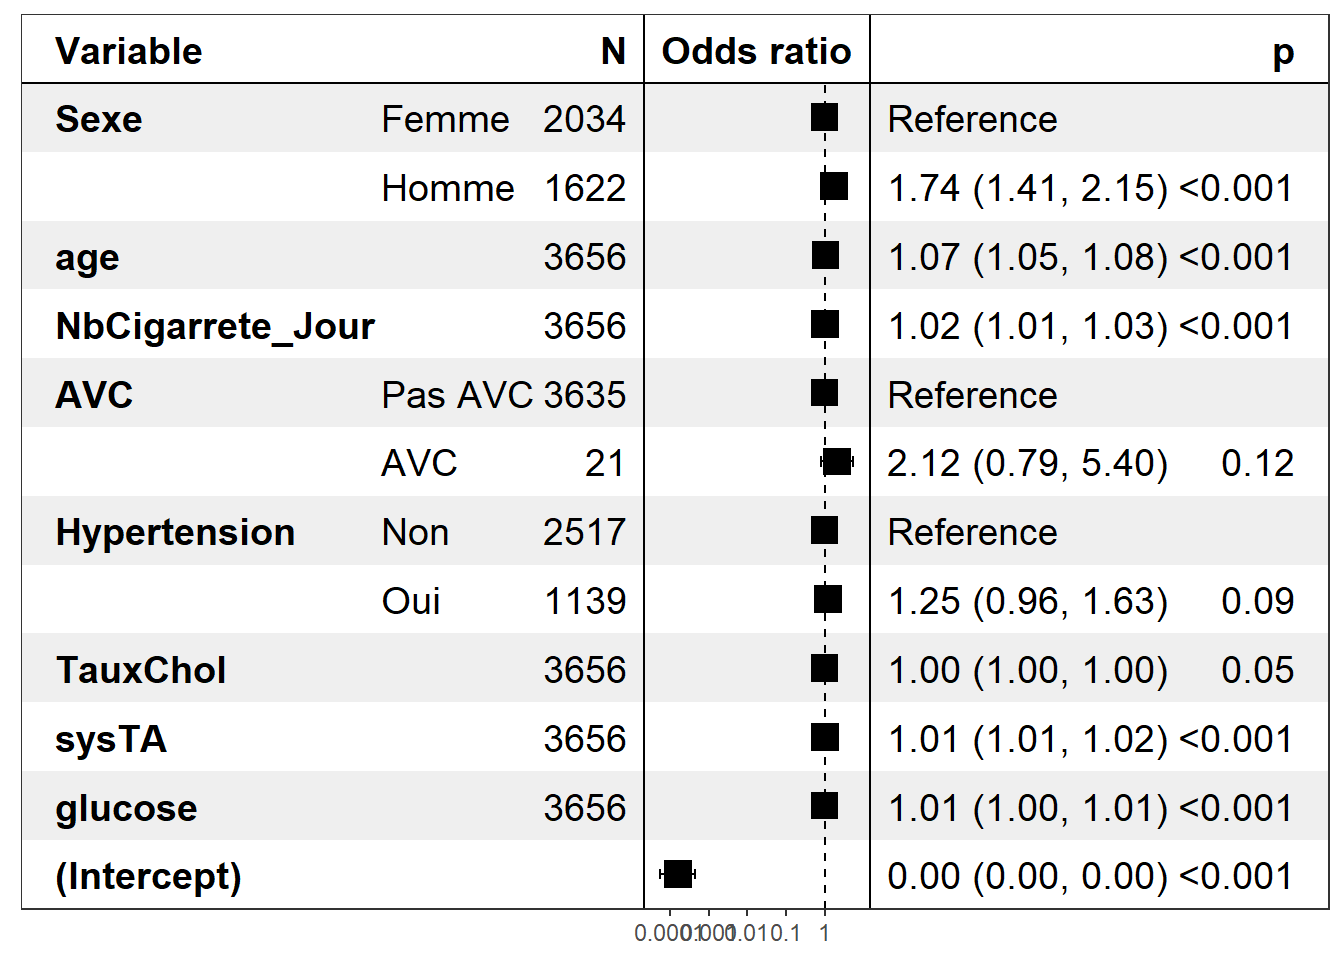 Variable N Odds ratio p
Sexe Femme 2034 Reference
Homme 1622 1.74 (1.41, 2.15) <0.001
age 3656 1.07 (1.05, 1.08) <0.001
NbCigarrete_Jour 3656 1.02 (1.01, 1.03) <0.001
AVC Pas AVC 3635 Reference
AVC 21 2.12 (0.79, 5.40) 0.12
Hypertension Non 2517 Reference
Oui 1139 1.25 (0.96, 1.63) 0.09
TauxChol 3656 1.00 (1.00, 1.00) 0.05
sysTA 3656 1.01 (1.01, 1.02) <0.001
glucose 3656 1.01 (1.00, 1.01) <0.001
(Intercept) 0.00 (0.00, 0.00) <0.001
0.0001 0.001 0.01 0.1 1